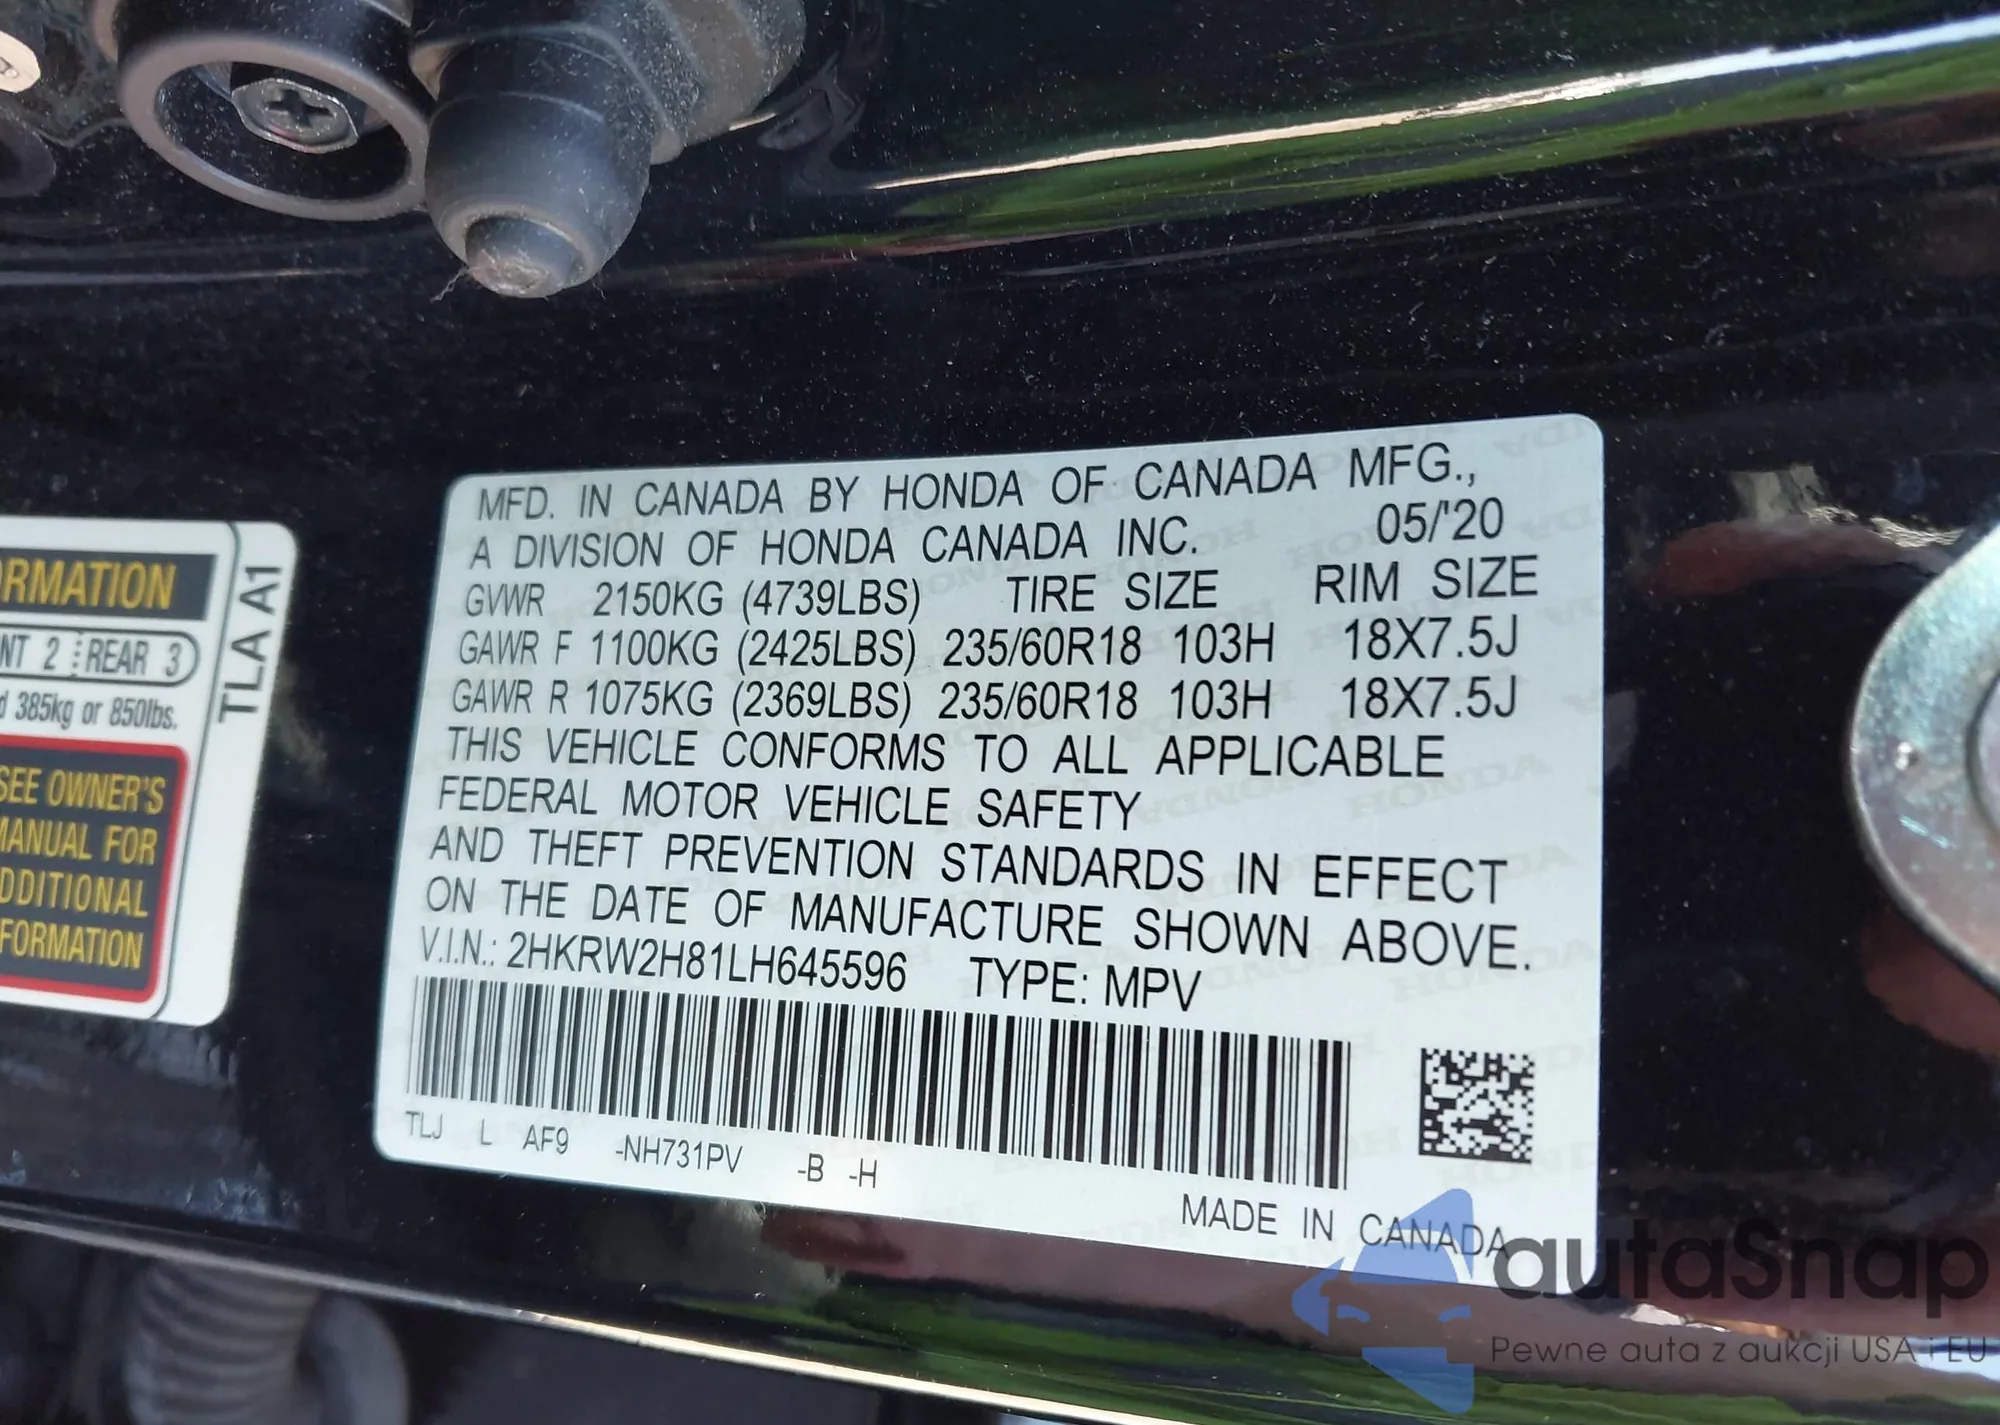 MFD. IN CANADA BY HONDA OF CANADA MFG.,
A DIVISION OF HONDA CANADA INC. 05/'20
GVWR 2150KG (4739LBS) TIRE SIZE RIM SIZE
GAWR F 1100KG (2425LBS) 235/60R18 103H 18X7.5J
GAWR R 1075KG (2369LBS) 235/60R18 103H 18X7.5J
THIS VEHICLE CONFORMS TO ALL APPLICABLE
FEDERAL MOTOR VEHICLE SAFETY
AND THEFT PREVENTION STANDARDS IN EFFECT
ON THE DATE OF MANUFACTURE SHOWN ABOVE.
V.I.N.: 2HKRW2H81LH645596 TYPE: MPV
TLJ L AF9 -NH731PV -B -H
MADE IN CANADA
RMATION
NT 2 REAR 3
385kg or 850lbs.
SEE OWNER'S
MANUAL FOR
DDITIONAL
FORMATION
TLA A1
autaSnap
Pewne auta z aukcji USA i EU